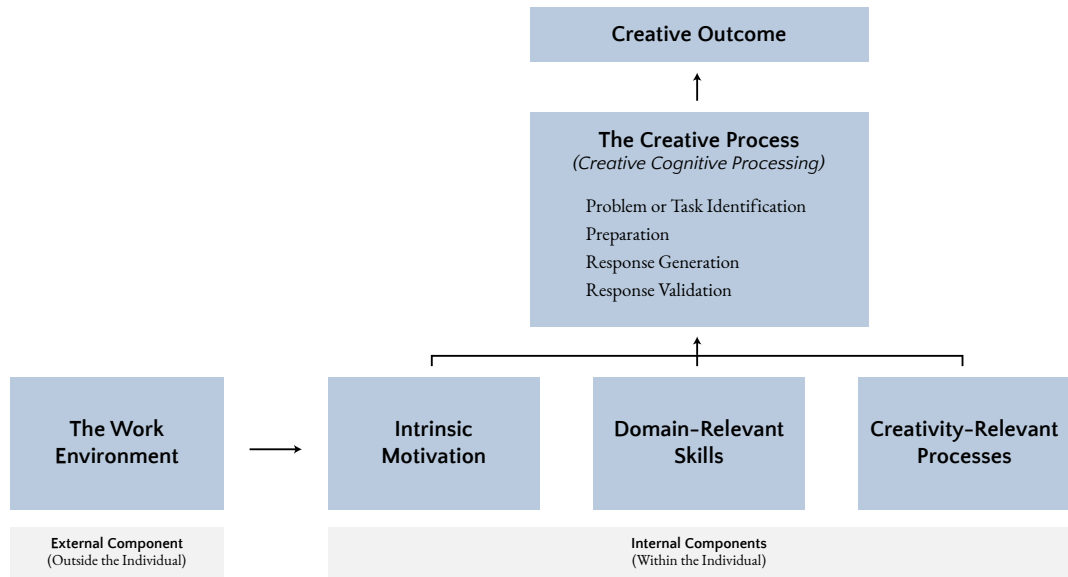 Creative Outcome
The Creative Process
(Creative Cognitive Processing)
Problem or Task Identification
Preparation
Response Generation
Response Validation
The Work
Environment
Intrinsic
Motivation
Domain-Relevant
Skills
Creativity-Relevant
Processes
External Component
(Outside the Individual)
Internal Components
(Within the Individual)